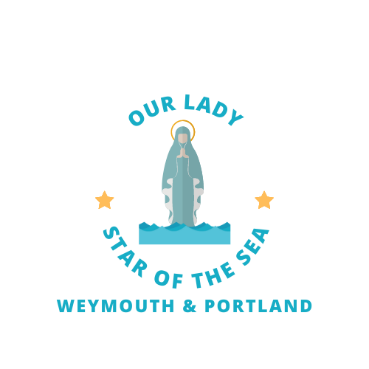 OUR LADY
STAR OF THE SEA
WEYMOUTH & PORTLAND